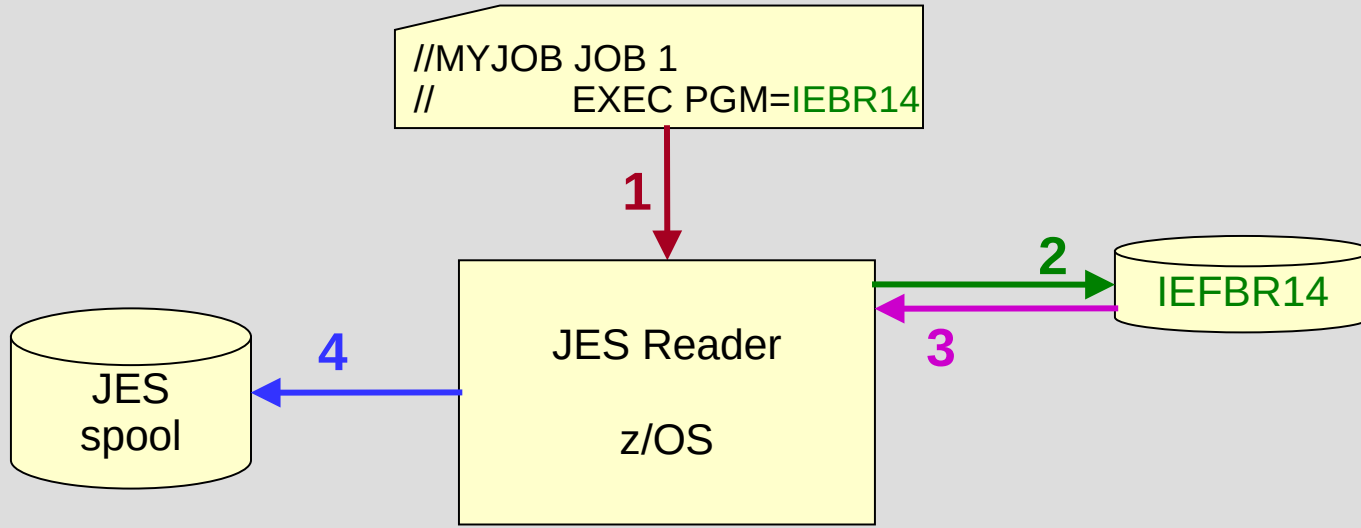 //MYJOB JOB 1
// EXEC PGM=IEBR14
1
2
IEFBR14
3
JES Reader
z/OS
4
JES
spool